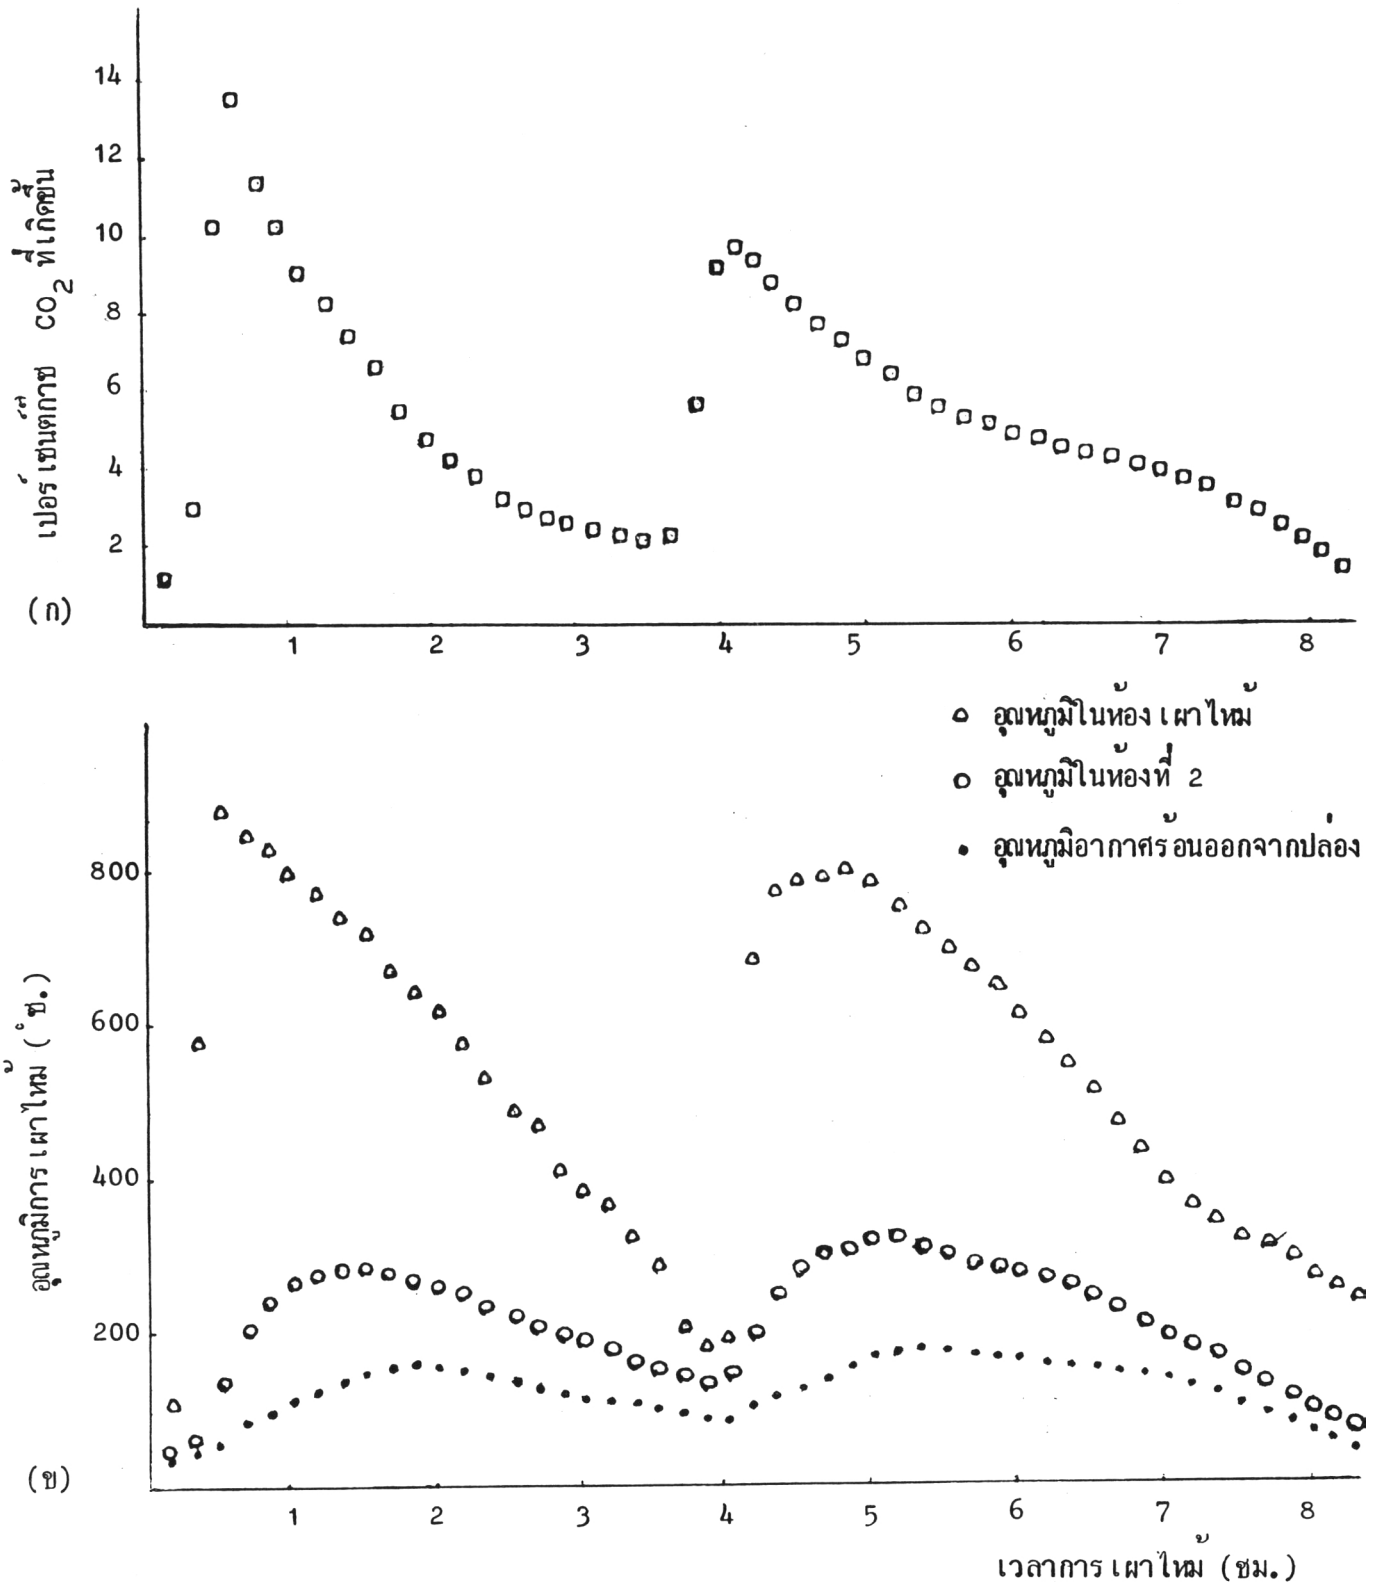 14
12
10
8
6
4
2
เปอร์เซ็นต์กาซ CO2 ที่เกิดขึ้น
(ก)
1 2 3 4 5 6 7 8
อุณหภูมิในห้องเผาไหม้
อุณหภูมิในห้องที่ 2
อุณหภูมิอากาศร้อนออกจากปล่อง
800
600
400
200
อุณหภูมิการเผาไหม้ (°ซ.)
(ข)
1 2 3 4 5 6 7 8
เวลาการเผาไหม้ (ชม.)